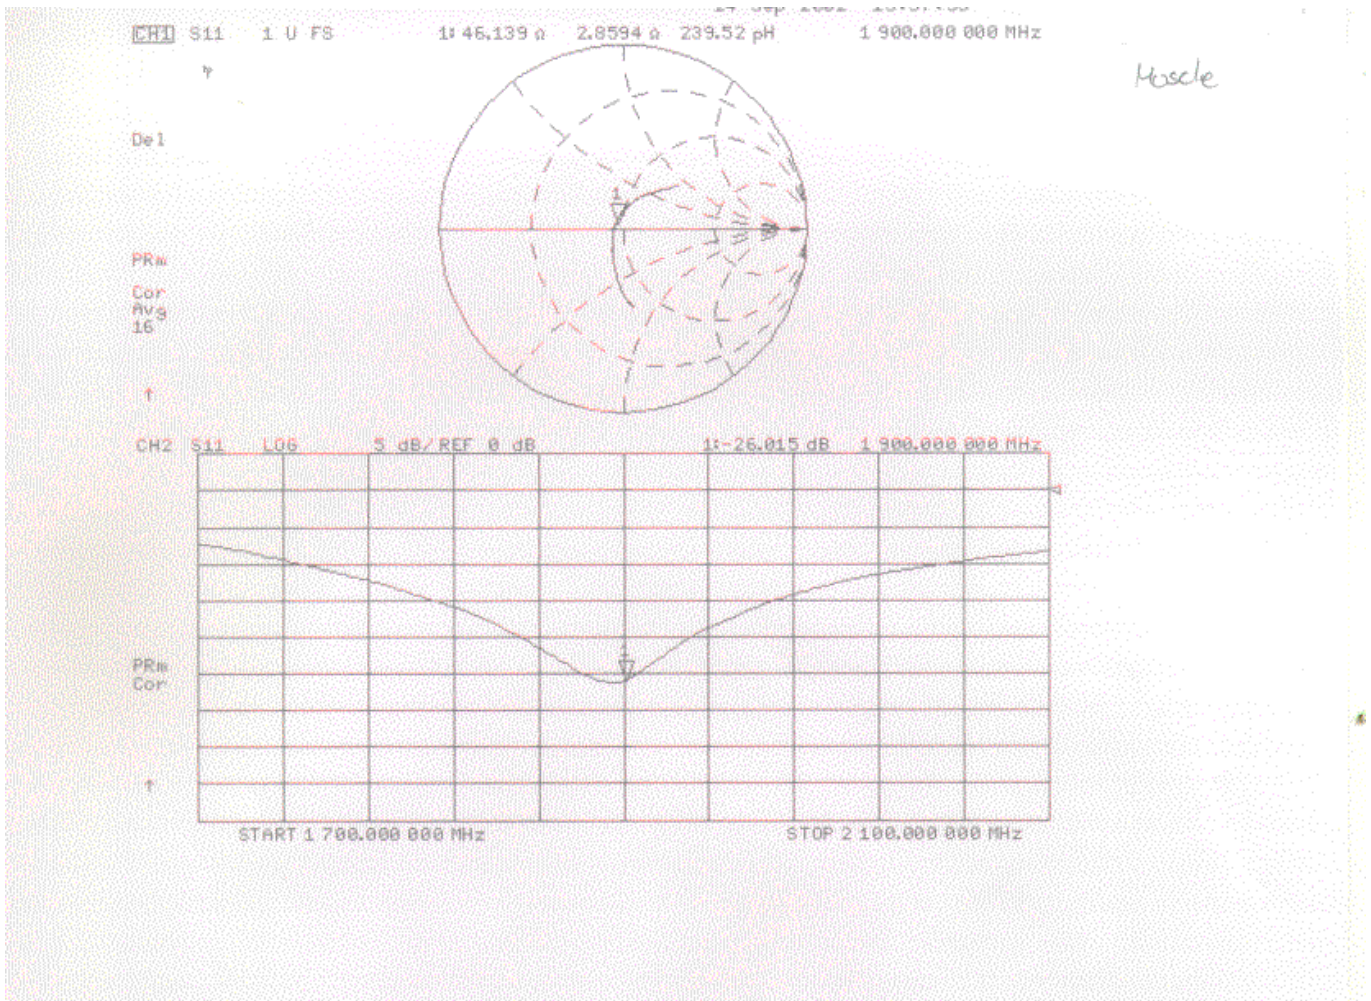 CH1 S11 1 U FS 1: 46.139 Ω 2.8594 Ω 239.52 pH 1 900.000 000 MHz
Muscle
Del
PRm
Cor
Avg
16
↑
CH2 S11 LOG 5 dB/ REF 0 dB 1:-26.015 dB 1 900.000 000 MHz
1
1
PRm
Cor
↑
START 1 700.000 000 MHz STOP 2 100.000 000 MHz